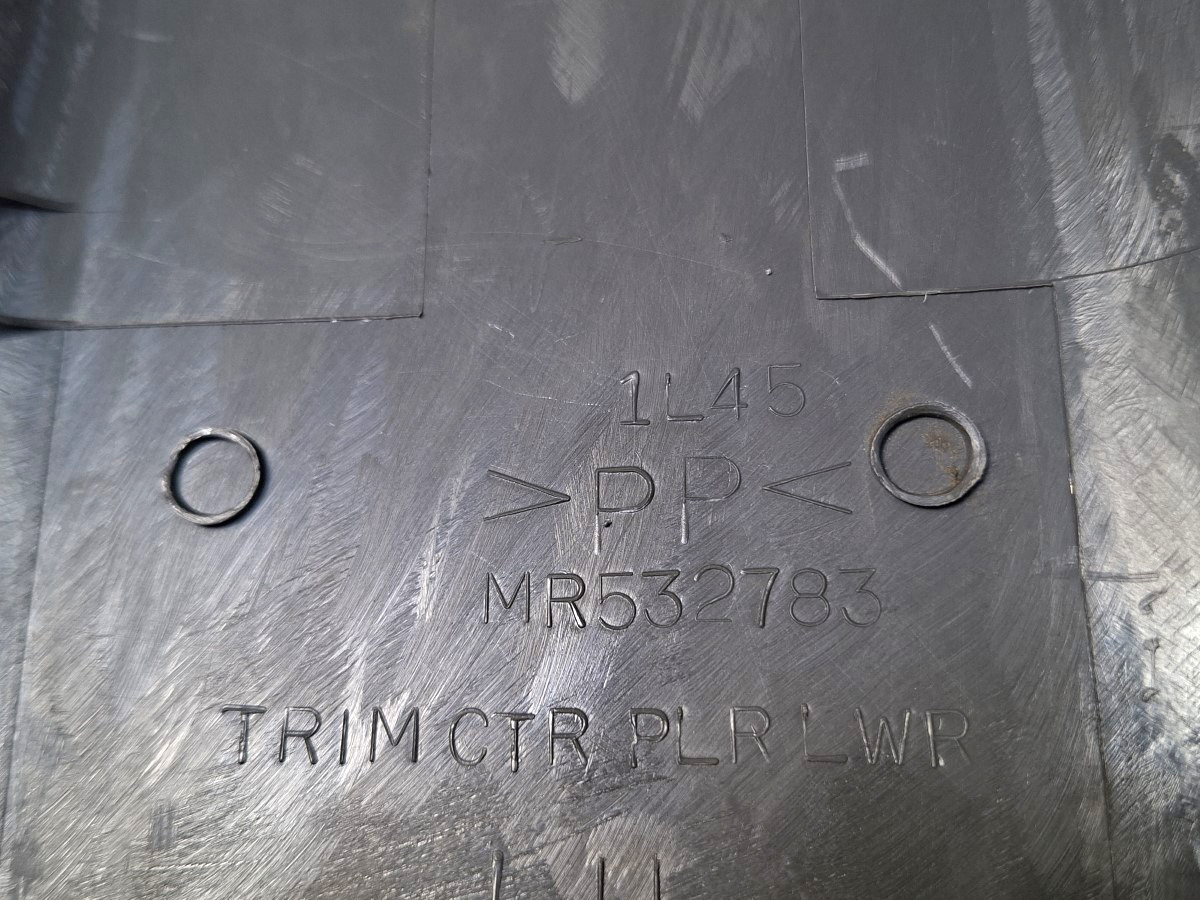 1L45
>PP<
MR532783
TRIM CTR PLR LWR